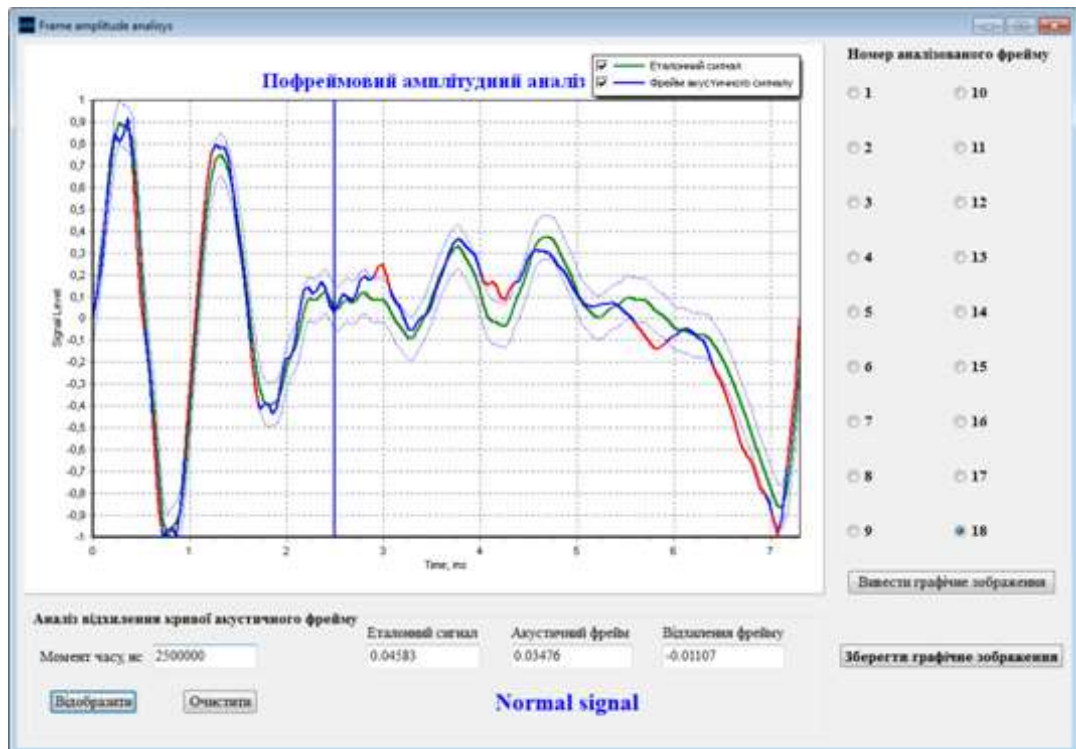 Frame amplitude analisys
Пофреймовий амплітудний аналіз
Еталонний сигнал
Фрейм акустичного сигналу
Signal Level
1
0,9
0,8
0,7
0,6
0,5
0,4
0,3
0,2
0,1
0
-0,1
-0,2
-0,3
-0,4
-0,5
-0,6
-0,7
-0,8
-0,9
-1
0 1 2 3 4 5 6 7
Time, ms
Номер аналізованого фрейму
1 10
2 11
3 12
4 13
5 14
6 15
7 16
8 17
9 18
Вивести графічне зображення
Зберегти графічне зображення
Аналіз відхилення кривої акустичного фрейму
Еталонний сигнал Акустичний фрейм Відхилення фрейму
Момент часу, нс 2500000 0.04583 0.03476 -0.01107
Відобразити Очистити
Normal signal